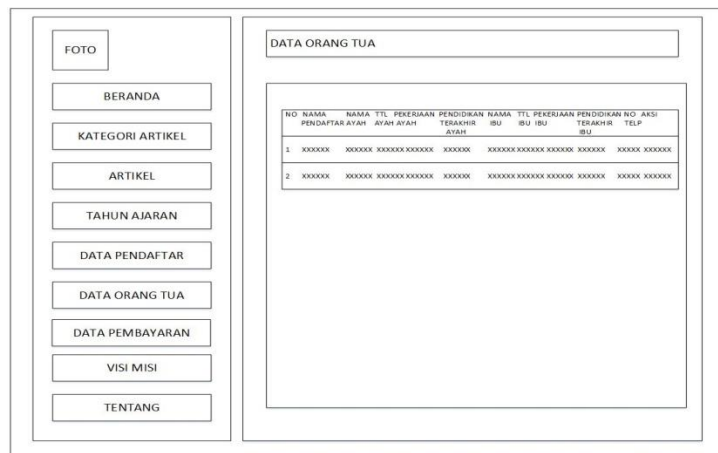 FOTO
BERANDA
KATEGORI ARTIKEL
ARTIKEL
TAHUN AJARAN
DATA PENDAFTAR
DATA ORANG TUA
DATA PEMBAYARAN
VISI MISI
TENTANG
DATA ORANG TUA
NO NAMA NAMA TTL PEKERJAAN PENDIDIKAN NAMA TTL PEKERJAAN PENDIDIKAN NO AKSI
PENDAFTAR AYAH AYAH AYAH TERAKHIR IBU IBU IBU TERAKHIR TELP
AYAH IBU
1 XXXXXX XXXXXX XXXXXX XXXXXX XXXXXX XXXXXX XXXXXX XXXXXX XXXXXX XXXXX XXXXXX
2 XXXXXX XXXXXX XXXXXX XXXXXX XXXXXX XXXXXX XXXXXX XXXXXX XXXXXX XXXXX XXXXXX